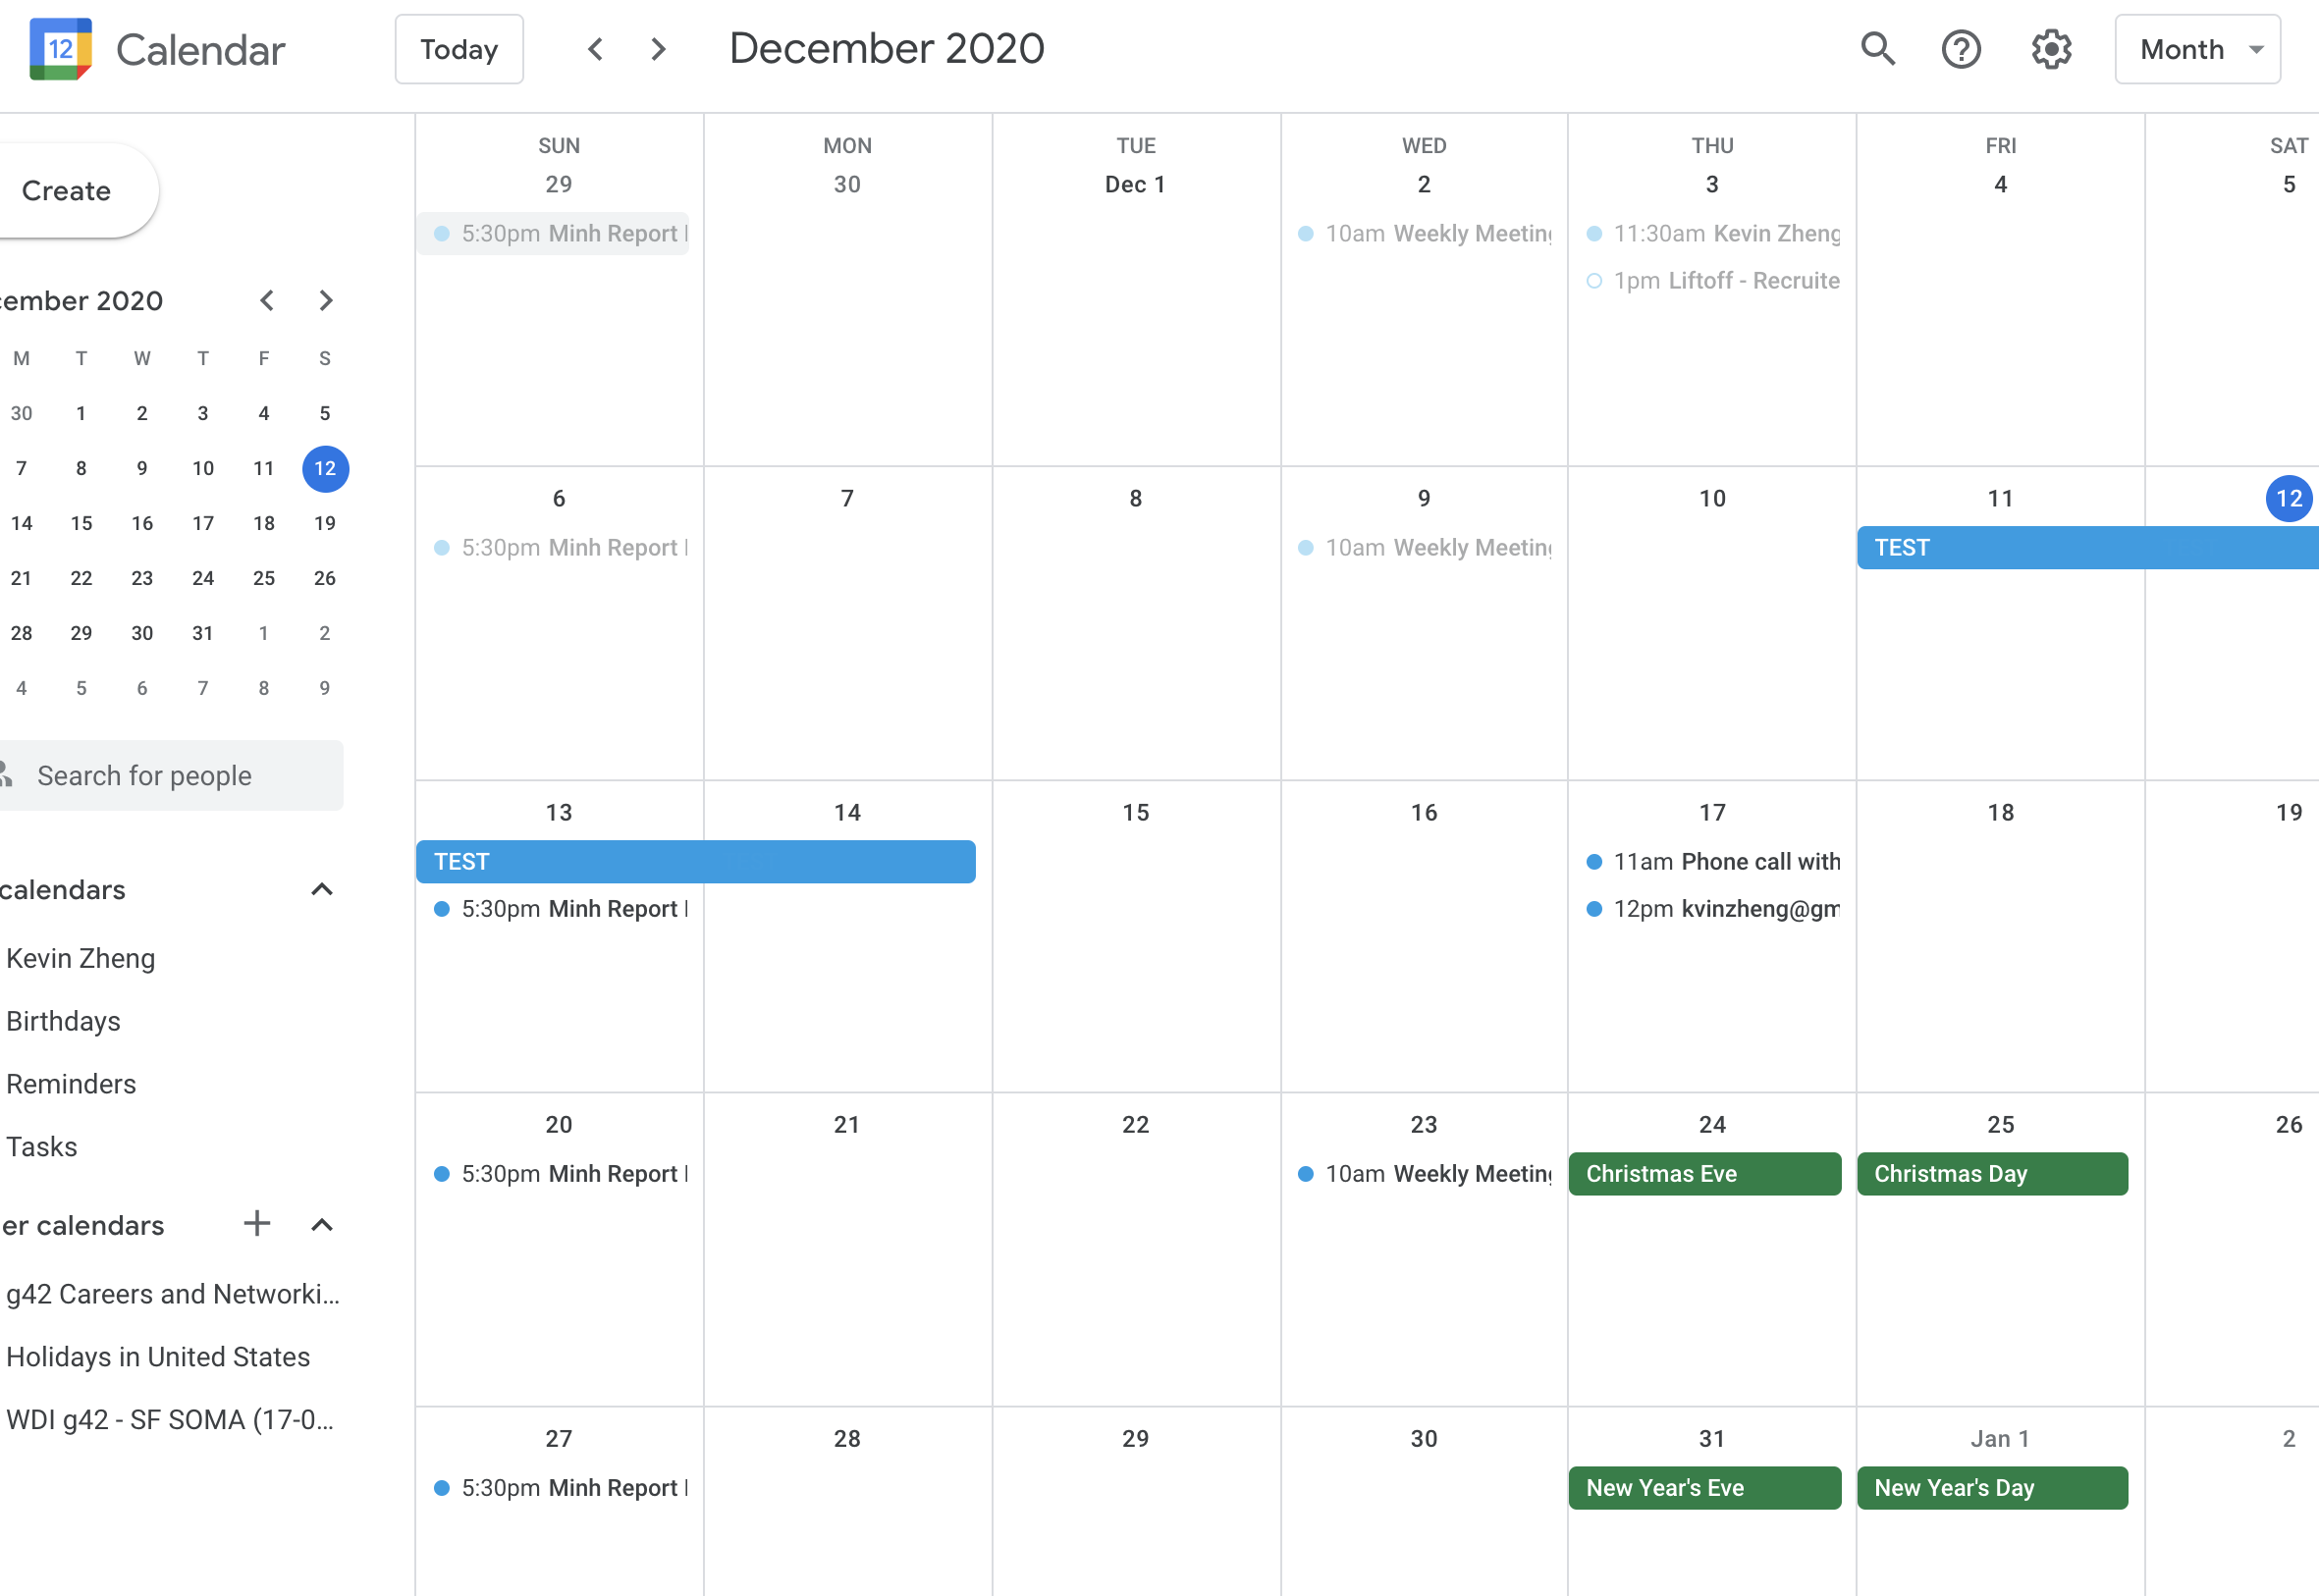 12 Calendar Today December 2020 Month
Create
cember 2020
M T W T F S
30 1 2 3 4 5
7 8 9 10 11 12
14 15 16 17 18 19
21 22 23 24 25 26
28 29 30 31 1 2
4 5 6 7 8 9
Search for people
calendars
Kevin Zheng
Birthdays
Reminders
Tasks
er calendars
g42 Careers and Networki...
Holidays in United States
WDI g42 - SF SOMA (17-0...
SUN MON TUE WED THU FRI SAT
29 30 Dec 1 2 3 4 5
5:30pm Minh Report
10am Weekly Meeting
11:30am Kevin Zheng
1pm Liftoff - Recruite
6 7 8 9 10 11 12
5:30pm Minh Report
10am Weekly Meeting
TEST
13 14 15 16 17 18 19
TEST
5:30pm Minh Report
11am Phone call with
12pm kvinzheng@gm
20 21 22 23 24 25 26
5:30pm Minh Report
10am Weekly Meeting
Christmas Eve
Christmas Day
27 28 29 30 31 Jan 1 2
5:30pm Minh Report
New Year's Eve
New Year's Day